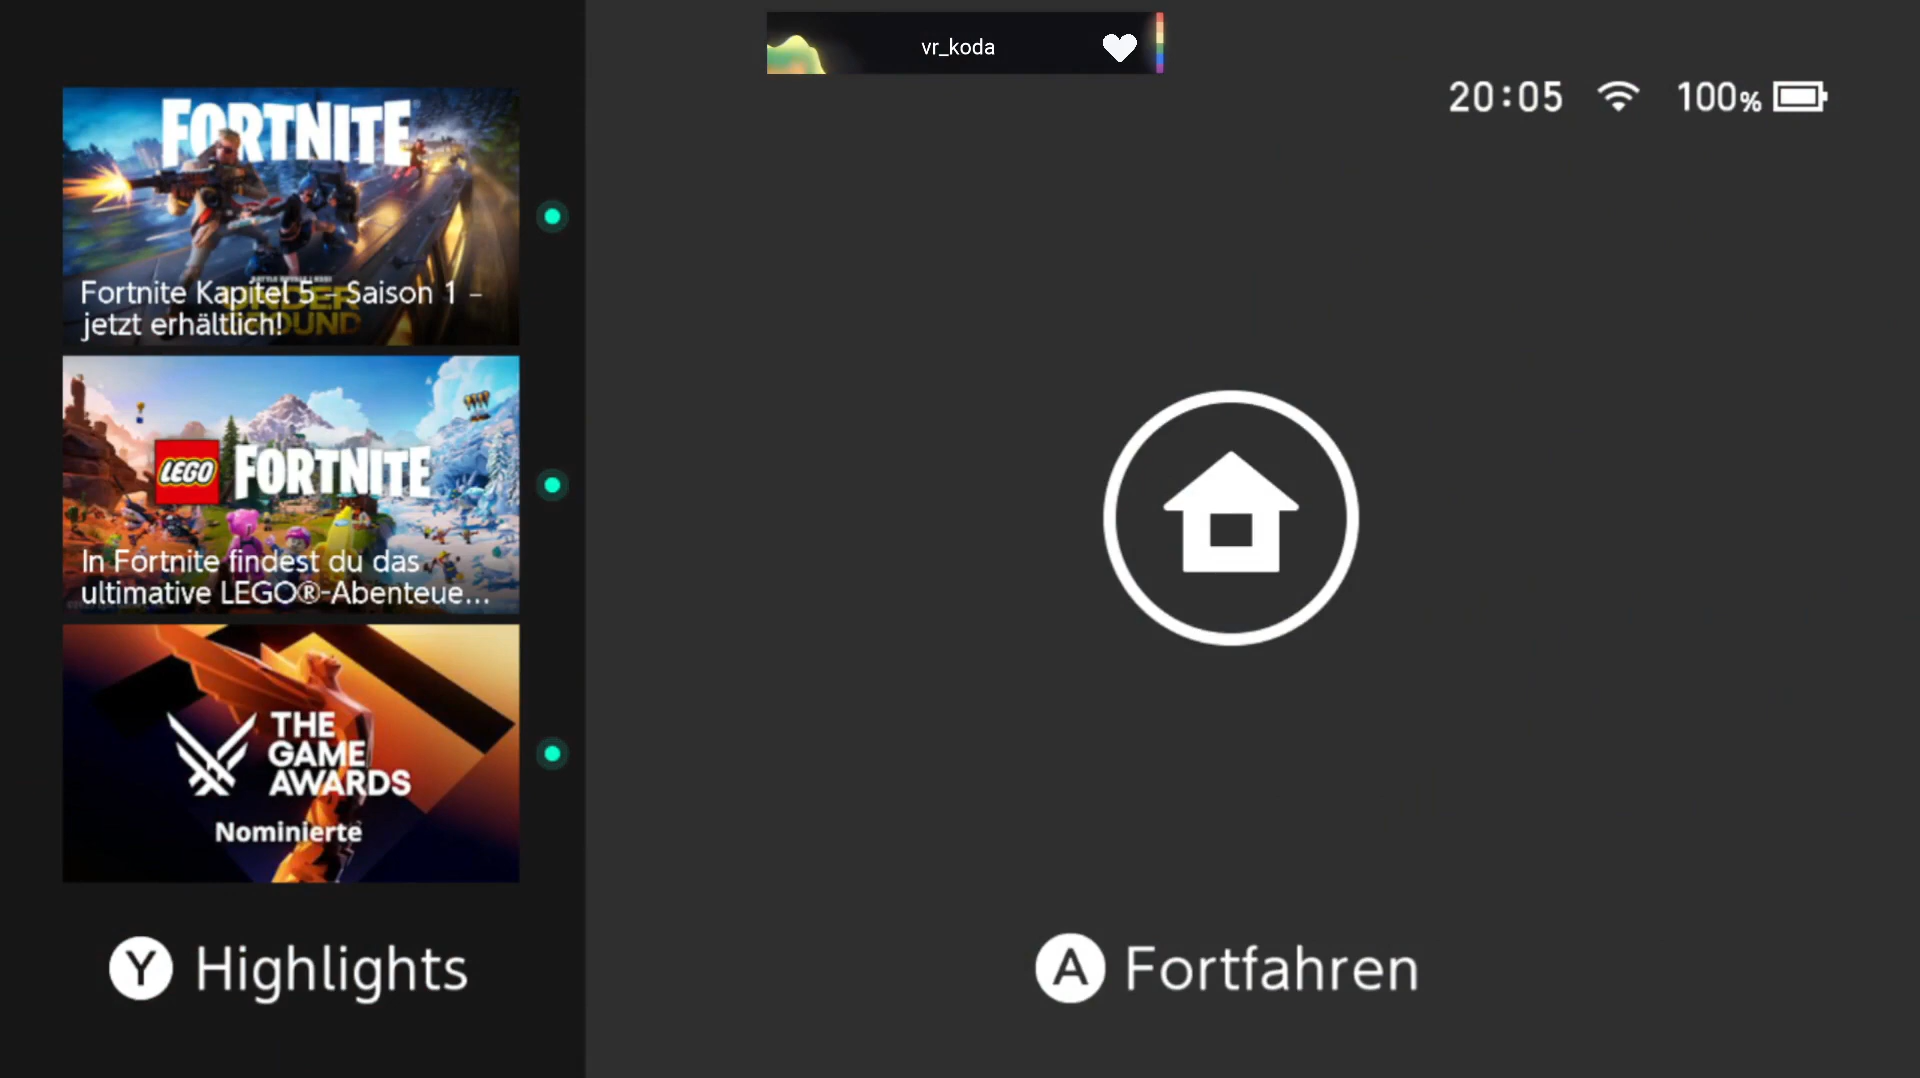 vr_koda
20:05 100%
FORTNITE
Fortnite Kapitel 5 – Saison 1 –
jetzt erhältlich!
LEGO FORTNITE
In Fortnite findest du das
ultimative LEGO®-Abenteue...
THE
GAME
AWARDS
Nominierte
Y Highlights
A Fortfahren